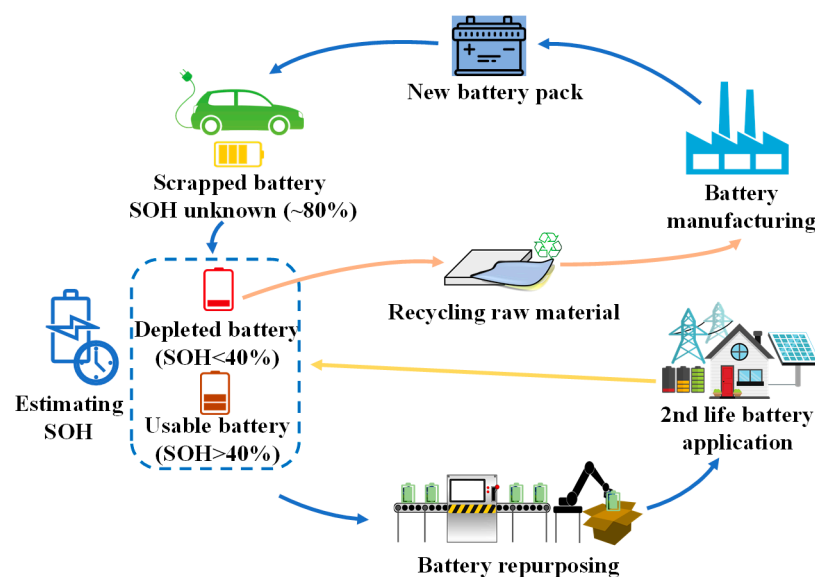 New battery pack
Scrapped battery
SOH unknown (~80%)
Battery
manufacturing
Depleted battery
(SOH<40%)
Recycling raw material
Estimating
SOH
Usable battery
(SOH>40%)
2nd life battery
application
Battery repurposing